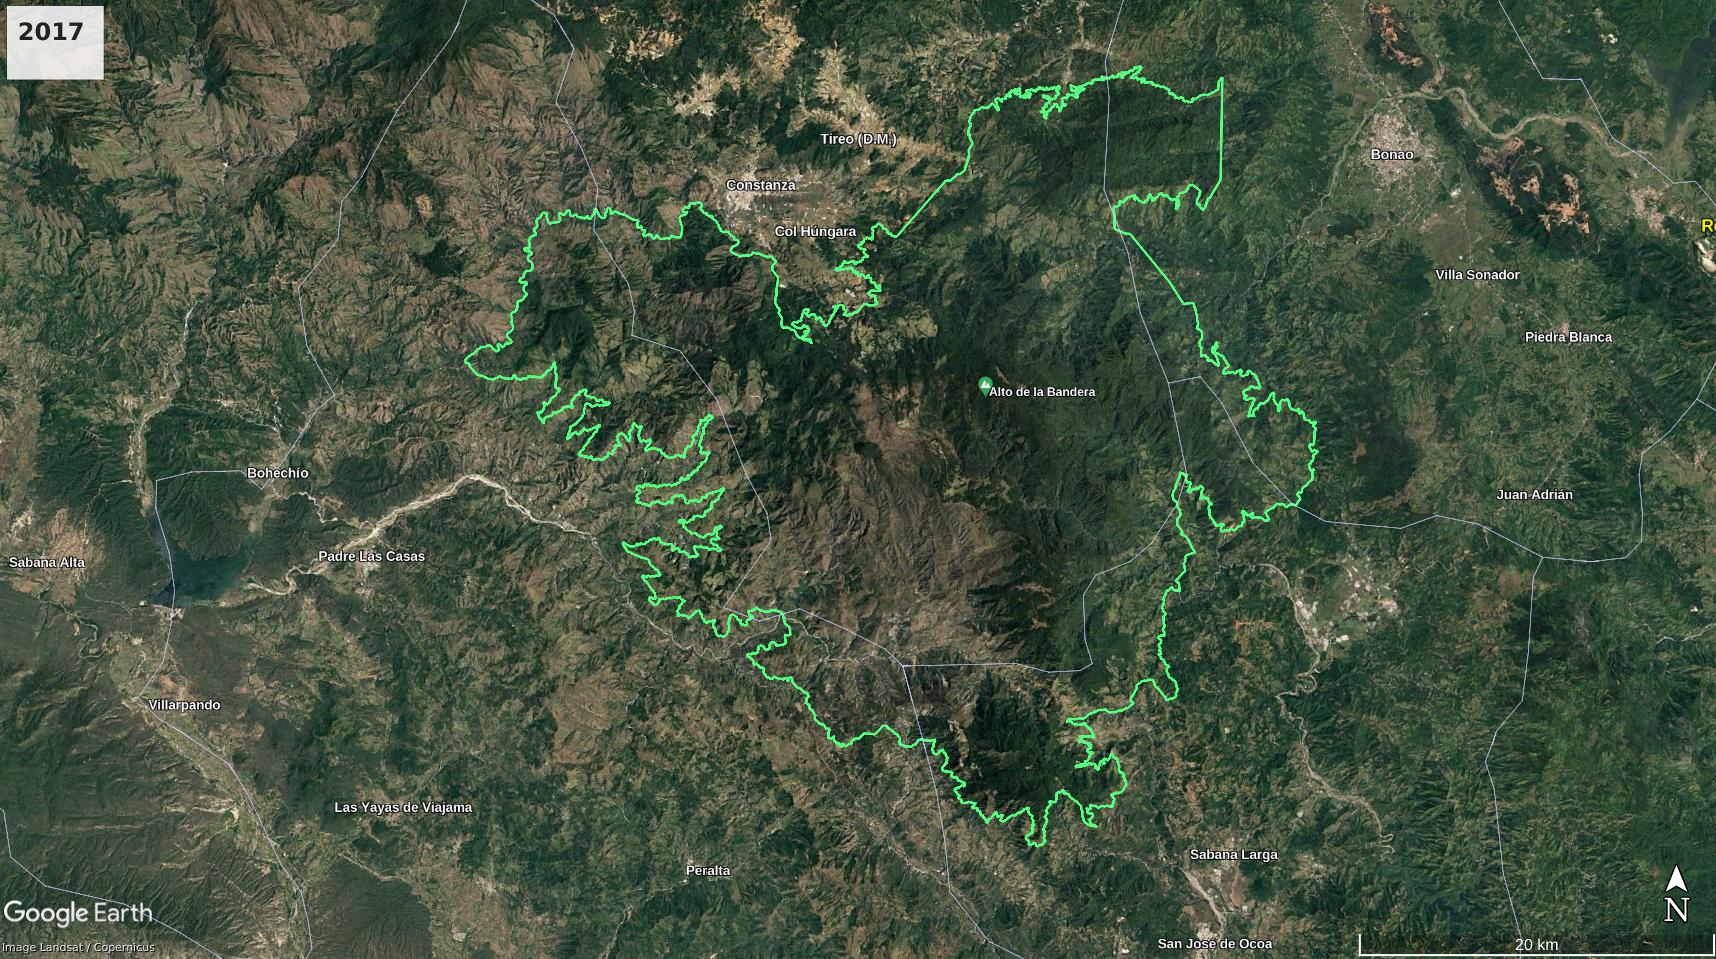 2017
Tireo (D.M.)
Bonao
Constanza
Col Húngara
Villa Sonador
Piedra Blanca
Alto de la Bandera
Bohechío
Juan Adrián
Padre Las Casas
Sabana Alta
Villarpando
Las Yayas de Viajama
Sabana Larga
Peralta
N
Google Earth
San José de Ocoa
20 km
Image Landsat / Copernicus